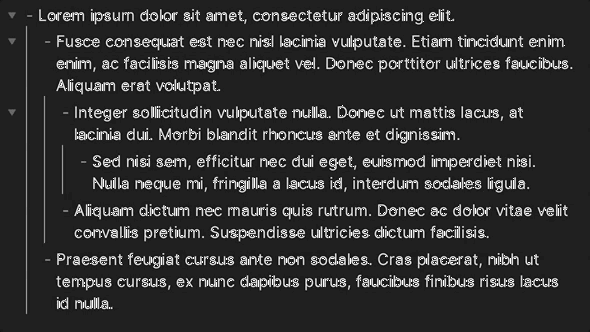 - Lorem ipsum dolor sit amet, consectetur adipiscing elit.
- Fusce consequat est nec nisl lacinia vulputate. Etiam tincidunt enim
enim, ac facilisis magna aliquet vel. Donec porttitor ultrices faucibus.
Aliquam erat volutpat.
- Integer sollicitudin vulputate nulla. Donec ut mattis lacus, at
lacinia dui. Morbi blandit rhoncus ante et dignissim.
- Sed nisi sem, efficitur nec dui eget, euismod imperdiet nisi.
Nulla neque mi, fringilla a lacus id, interdum sodales ligula.
- Aliquam dictum nec mauris quis rutrum. Donec ac dolor vitae velit
convallis pretium. Suspendisse ultricies dictum facilisis.
- Praesent feugiat cursus ante non sodales. Cras placerat, nibh ut
tempus cursus, ex nunc dapibus purus, faucibus finibus risus lacus
id nulla.